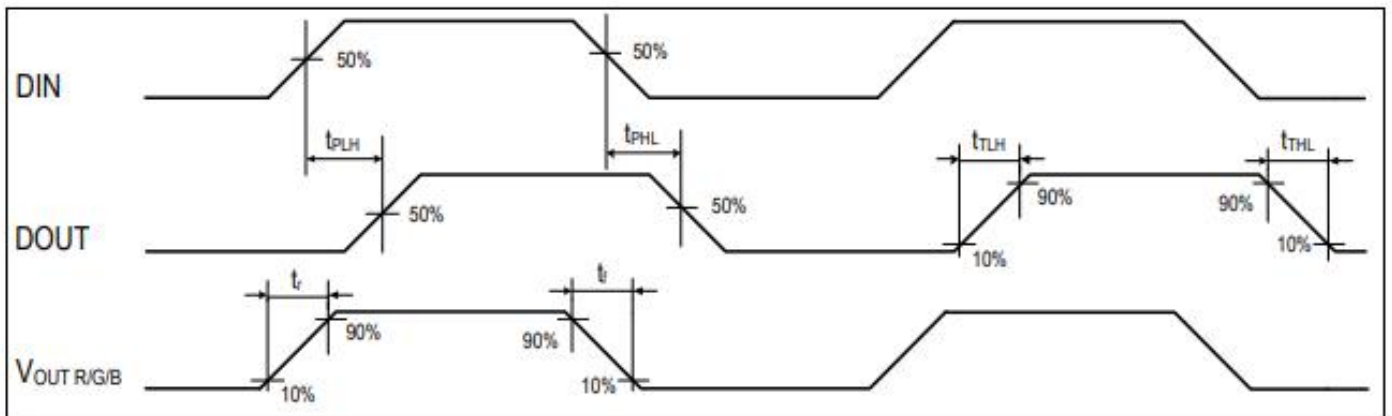 DIN
50%
50%
tPLH
tPHL
tTLH
tTHL
DOUT
50%
50%
90%
10%
90%
10%
tr
tf
VOUT R/G/B
90%
10%
90%
10%